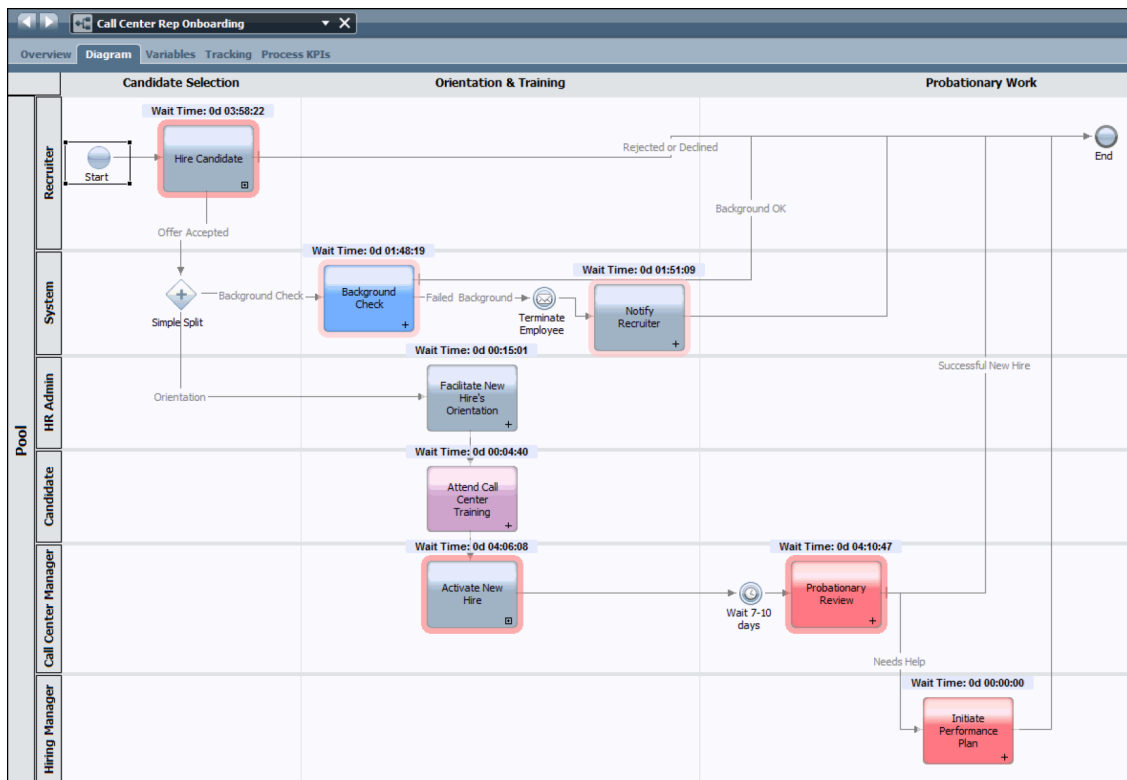 Call Center Rep Onboarding
Overview Diagram Variables Tracking Process KPIs
Candidate Selection
Orientation & Training
Probationary Work
Pool
Recruiter
Wait Time: 0d 03:58:22
Start
Hire Candidate
Rejected or Declined
End
Offer Accepted
Background OK
System
Wait Time: 0d 01:48:19
Wait Time: 0d 01:51:09
Simple Split
Background Check
Background
Check
Failed Background
Terminate
Employee
Notify
Recruiter
HR Admin
Wait Time: 0d 00:15:01
Successful New Hire
Orientation
Facilitate New
Hire's
Orientation
Candidate
Wait Time: 0d 00:04:40
Attend Call
Center
Training
Call Center Manager
Wait Time: 0d 04:06:08
Wait Time: 0d 04:10:47
Activate New
Hire
Wait 7-10
days
Probationary
Review
Needs Help
Hiring Manager
Wait Time: 0d 00:00:00
Initiate
Performance
Plan